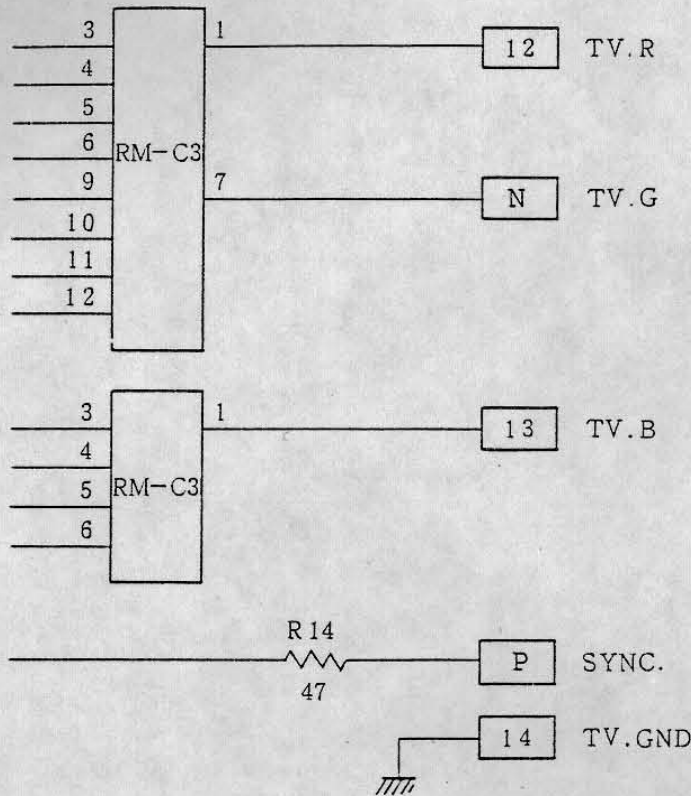 3 1 12 TV.R
4
5
6
RM-C3
9 7 N TV.G
10
11
12
3 1 13 TV.B
4
RM-C3
5
6
R14
P SYNC.
47
14 TV.GND